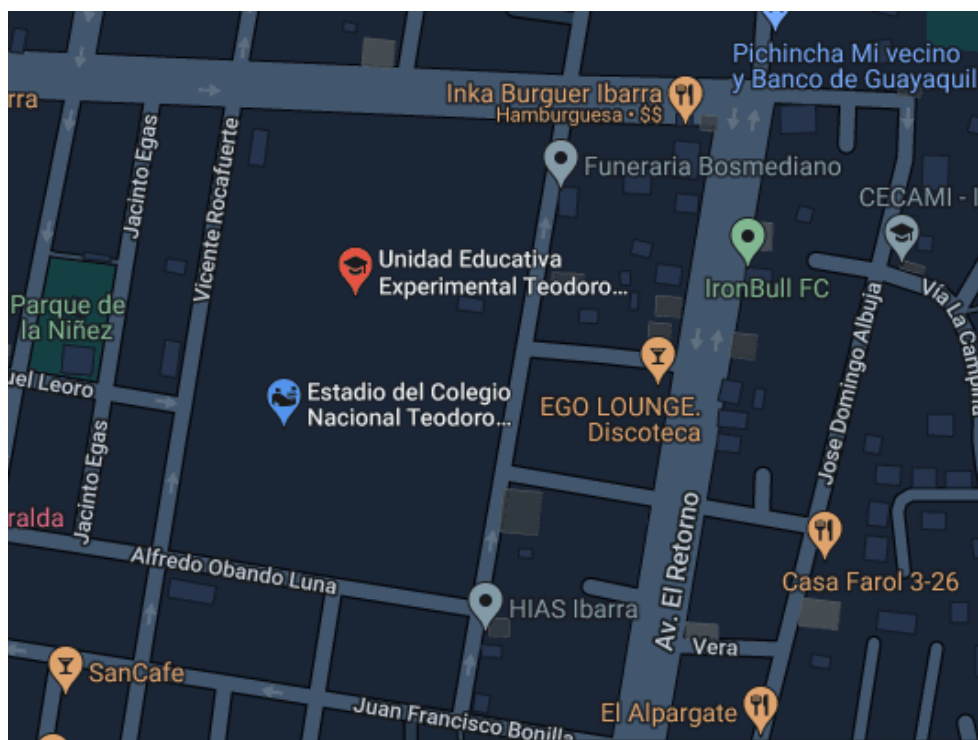 Pichincha Mi vecino
y Banco de Guayaquil
rra
Inka Burguer Ibarra
Hamburguesa • $$
Jacinto Egas
Vicente Rocafuerte
Funeraria Bosmediano
CECAMI - I
Unidad Educativa
Experimental Teodoro...
IronBull FC
Vía La Campiña
Parque de
la Niñez
Jose Domingo Albuja
uel Leoro
Estadio del Colegio
Nacional Teodoro...
EGO LOUNGE.
Discoteca
Jacinto Egas
ralda
Av. El Retorno
Alfredo Obando Luna
Casa Farol 3-26
HIAS Ibarra
Vera
SanCafe
Juan Francisco Bonilla
El Alpargate